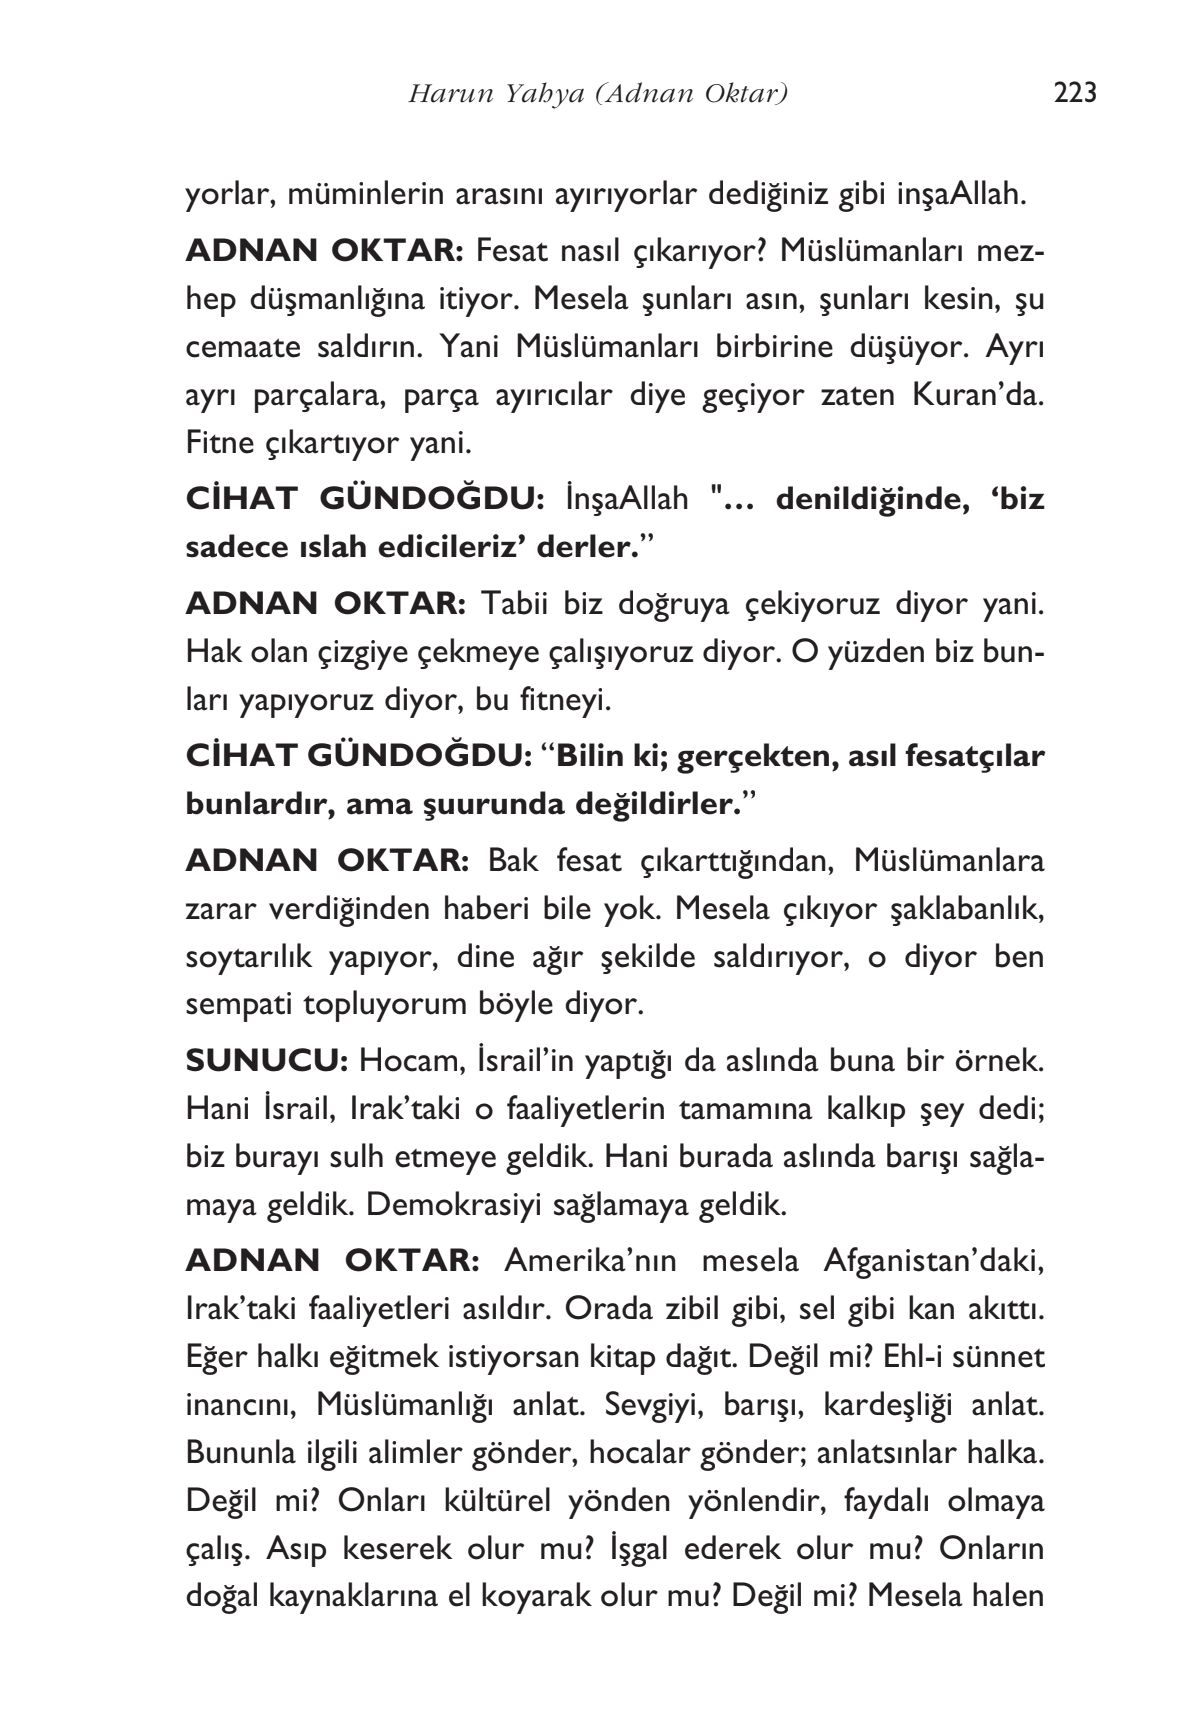 Harun Yahya (Adnan Oktar) 223
yorlar, müminlerin arasını ayırıyorlar dediğiniz gibi inşaAllah.
ADNAN OKTAR: Fesat nasıl çıkarıyor? Müslümanları mez-
hep düşmanlığına itiyor. Mesela şunları asın, şunları kesin, şu
cemaate saldırın. Yani Müslümanları birbirine düşüyor. Ayrı
ayrı parçalara, parça ayırıcılar diye geçiyor zaten Kuran’da.
Fitne çıkartıyor yani.
CİHAT GÜNDOĞDU: İnşaAllah "… denildiğinde, ‘biz
sadece ıslah edicileriz’ derler.”
ADNAN OKTAR: Tabii biz doğruya çekiyoruz diyor yani.
Hak olan çizgiye çekmeye çalışıyoruz diyor. O yüzden biz bun-
ları yapıyoruz diyor, bu fitneyi.
CİHAT GÜNDOĞDU: “Bilin ki; gerçekten, asıl fesatçılar
bunlardır, ama şuurunda değildirler.”
ADNAN OKTAR: Bak fesat çıkarttığından, Müslümanlara
zarar verdiğinden haberi bile yok. Mesela çıkıyor şaklabanlık,
soytarılık yapıyor, dine ağır şekilde saldırıyor, o diyor ben
sempati topluyorum böyle diyor.
SUNUCU: Hocam, İsrail’in yaptığı da aslında buna bir örnek.
Hani İsrail, Irak’taki o faaliyetlerin tamamına kalkıp şey dedi;
biz burayı sulh etmeye geldik. Hani burada aslında barışı sağla-
maya geldik. Demokrasiyi sağlamaya geldik.
ADNAN OKTAR: Amerika’nın mesela Afganistan’daki,
Irak’taki faaliyetleri asıldır. Orada zibil gibi, sel gibi kan akıttı.
Eğer halkı eğitmek istiyorsan kitap dağıt. Değil mi? Ehl-i sünnet
inancını, Müslümanlığı anlat. Sevgiyi, barışı, kardeşliği anlat.
Bununla ilgili alimler gönder, hocalar gönder; anlatsınlar halka.
Değil mi? Onları kültürel yönden yönlendir, faydalı olmaya
çalış. Asıp keserek olur mu? İşgal ederek olur mu? Onların
doğal kaynaklarına el koyarak olur mu? Değil mi? Mesela halen